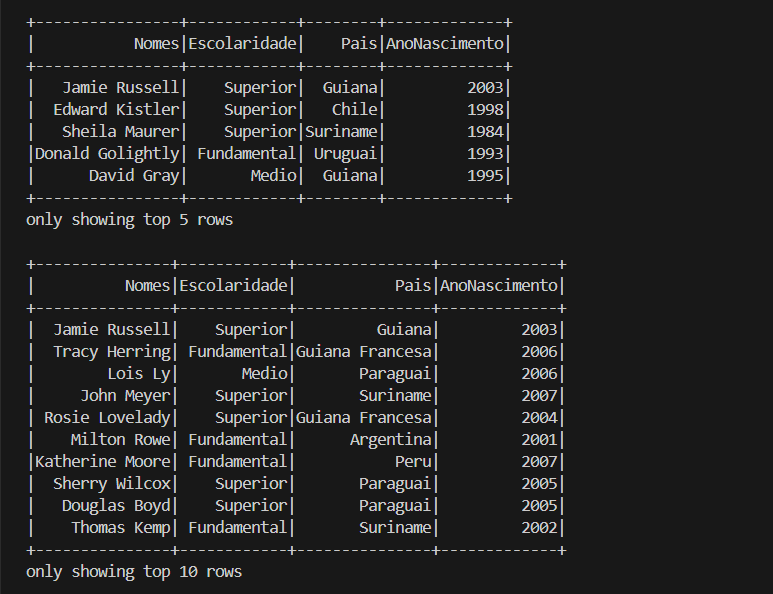 +----------------+------------+--------+-------------+
|           Nomes|Escolaridade|    Pais|AnoNascimento|
+----------------+------------+--------+-------------+
|   Jamie Russell|    Superior|  Guiana|         2003|
|  Edward Kistler|    Superior|   Chile|         1998|
|   Sheila Maurer|    Superior|Suriname|         1984|
|Donald Golightly| Fundamental| Uruguai|         1993|
|      David Gray|       Medio|  Guiana|         1995|
+----------------+------------+--------+-------------+
only showing top 5 rows

+---------------+------------+---------------+-------------+
|          Nomes|Escolaridade|           Pais|AnoNascimento|
+---------------+------------+---------------+-------------+
|  Jamie Russell|    Superior|         Guiana|         2003|
|  Tracy Herring| Fundamental|Guiana Francesa|         2006|
|        Lois Ly|       Medio|       Paraguai|         2006|
|     John Meyer|    Superior|       Suriname|         2007|
| Rosie Lovelady|    Superior|Guiana Francesa|         2004|
|    Milton Rowe| Fundamental|      Argentina|         2001|
|Katherine Moore| Fundamental|           Peru|         2007|
|  Sherry Wilcox|    Superior|       Paraguai|         2005|
|   Douglas Boyd|    Superior|       Paraguai|         2005|
|    Thomas Kemp| Fundamental|       Suriname|         2002|
+---------------+------------+---------------+-------------+
only showing top 10 rows